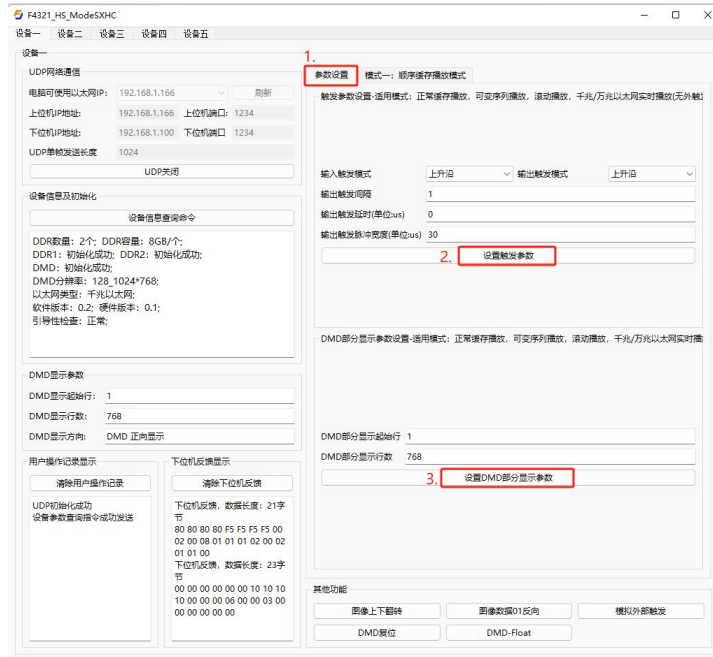 F4321_HS_ModeSXHC
设备一 设备二 设备三 设备四 设备五
设备一
UDP网络通信
电脑可使用以太网IP: 192.168.1.166 刷新
上位机IP地址: 192.168.1.166 上位机端口: 1234
下位机IP地址: 192.168.1.100 下位机端口 1234
UDP单帧发送长度 1024
UDP关闭
设备信息及初始化
设备信息查询命令
DDR数量：2个; DDR容量：8GB/个;
DDR1：初始化成功; DDR2：初始化成功;
DMD：初始化成功;
DMD分辨率：128_1024*768;
以太网类型：千兆以太网;
软件版本：0.2; 硬件版本：0.1;
引导性检查：正常;
DMD显示参数
DMD显示起始行: 1
DMD显示行数: 768
DMD显示方向: DMD 正向显示
用户操作记录显示
清除用户操作记录
UDP初始化成功
设备参数查询指令成功发送
下位机反馈显示
清除下位机反馈
下位机反馈，数据长度：21字
节
80 80 80 80 F5 F5 F5 F5 00
02 00 08 01 01 01 02 00 02
01 01 00
下位机反馈，数据长度：23字
节
00 00 00 00 00 00 10 10 10
10 00 00 00 06 00 00 03 00
00 00 00 00 00
1.
参数设置 模式一：顺序缓存播放模式
触发参数设置-适用模式：正常缓存播放，可变序列播放，滚动播放，千兆/万兆以太网实时播放(无外触发
输入触发模式 上升沿 输出触发模式 上升沿
输出触发间隔 1
输出触发延时(单位:us) 0
输出触发脉冲宽度(单位:us) 30
2. 设置触发参数
DMD部分显示参数设置-适用模式：正常缓存播放，可变序列播放，滚动播放，千兆/万兆以太网实时播
DMD部分显示起始行 1
DMD部分显示行数 768
3. 设置DMD部分显示参数
其他功能
图像上下翻转 图像数据01反向 模拟外部触发
DMD复位 DMD-Float